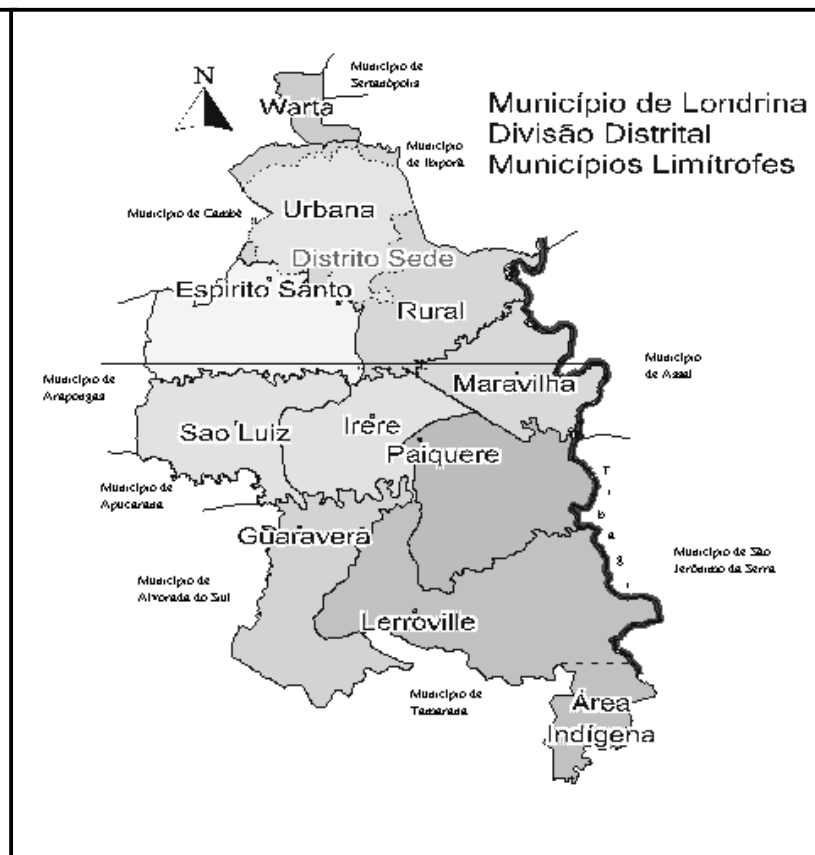 Município de
Sertanópolis
N
Warta
Município de Londrina
Divisão Distrital
Municípios Limítrofes
Município
de Ibiporã
Município de Cambé
Urbana
Distrito Sede
Espirito Santo
Rural
Município
de Assaí
Município de
Arapongas
Maravilha
Sao Luiz
Irere
Paiquere
Município de
Apucarana
Tibagi
Guaravera
Município de São
Jerônimo da Serra
Município de
Alvorada do Sul
Lerroville
Município de
Tamarana
Área
Indígena